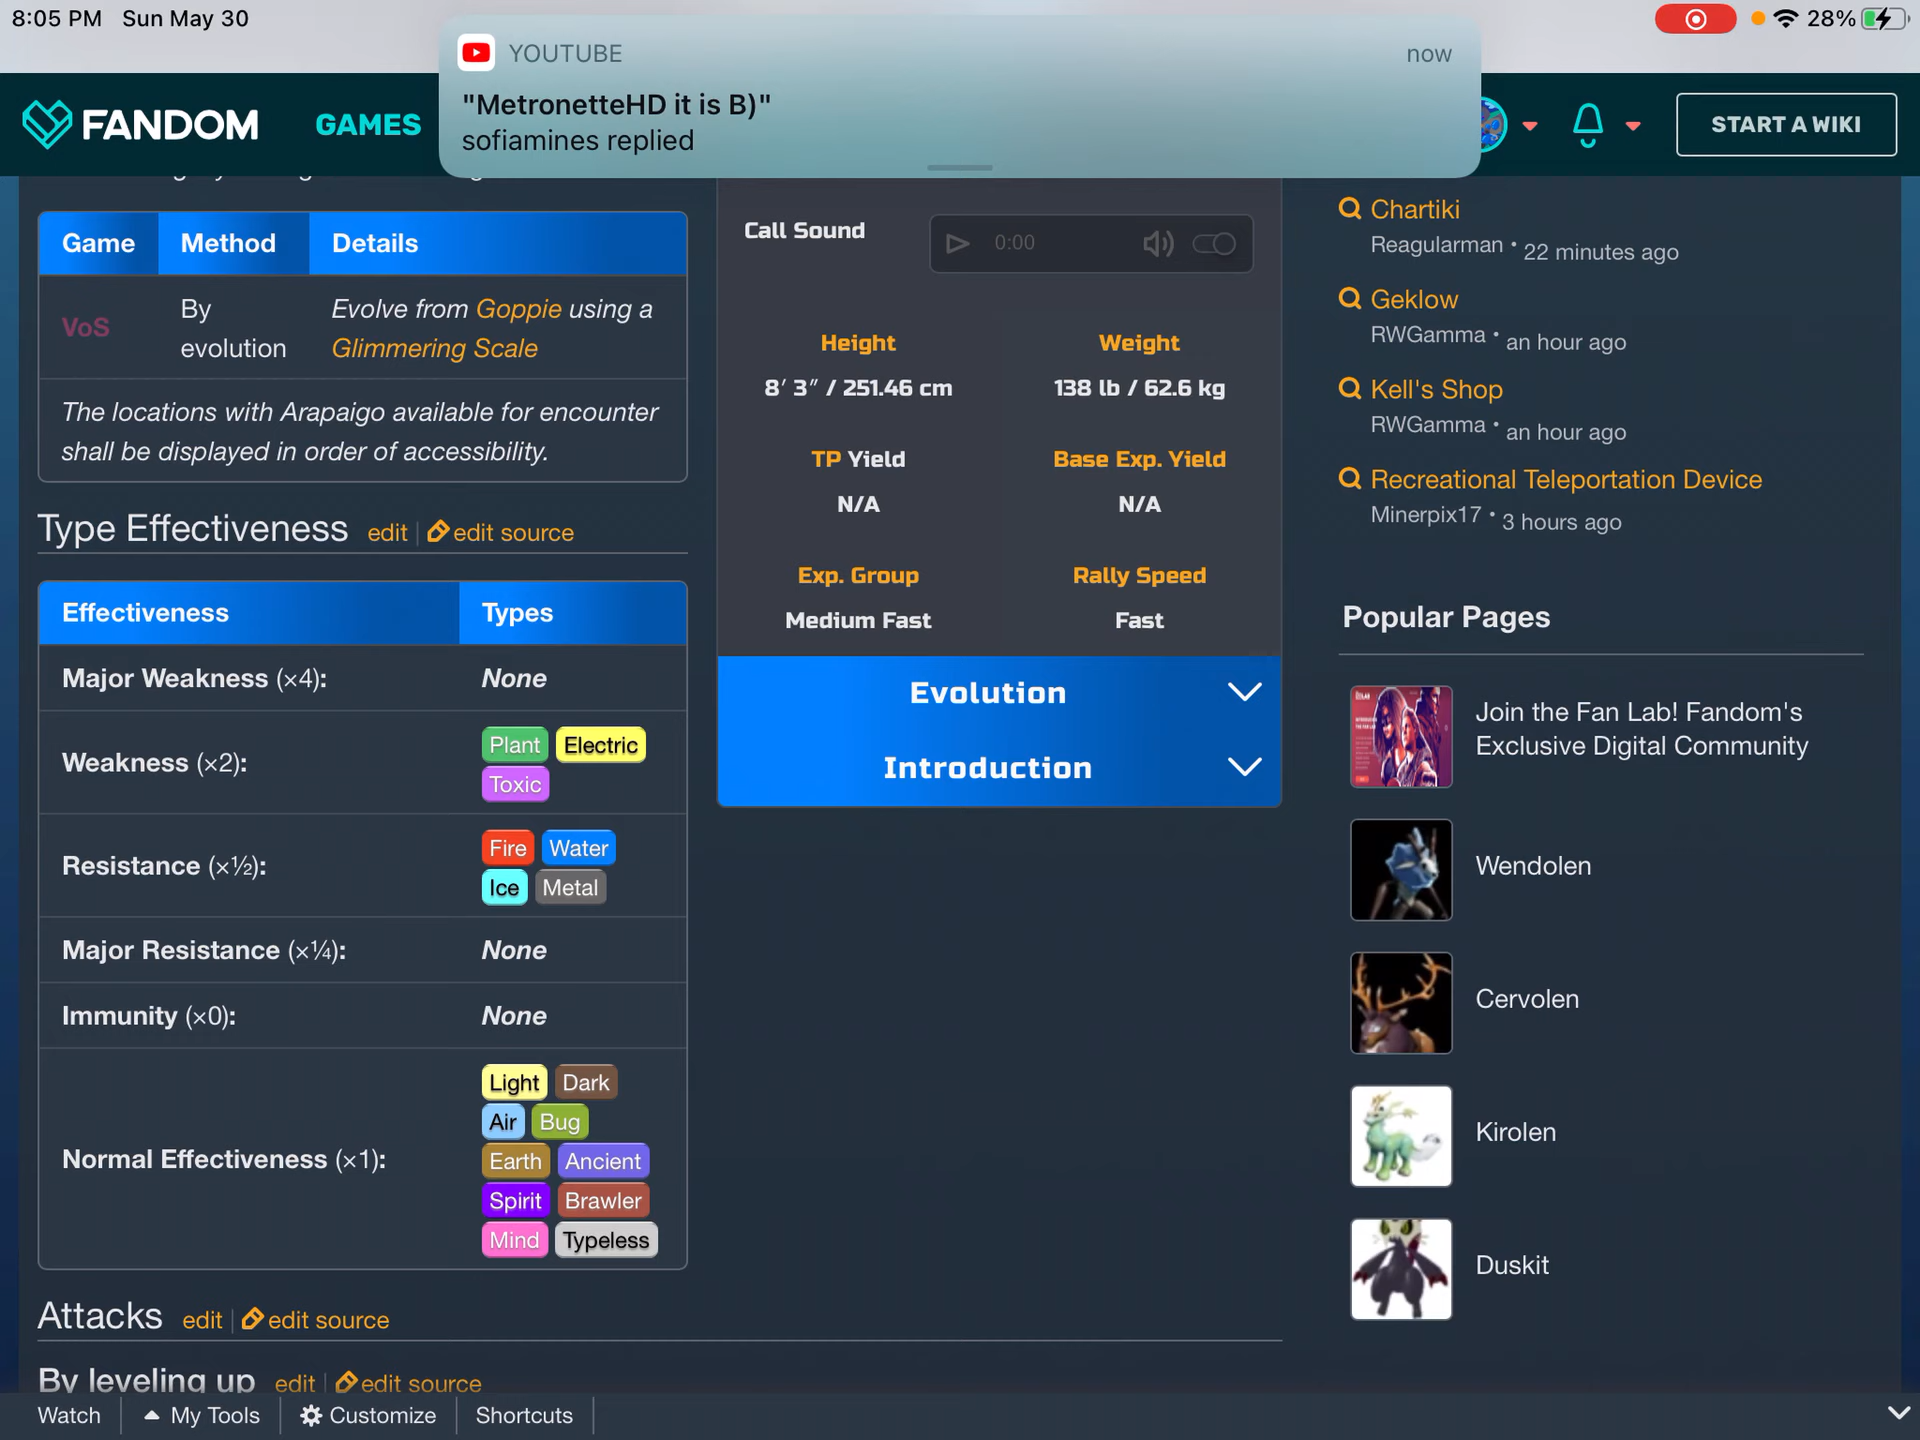 8:05 PM Sun May 30
28%
YOUTUBE
now
"MetronetteHD it is B)"
sofiamines replied
FANDOM
GAMES
START A WIKI
Game Method Details
VoS
By evolution
Evolve from Goppie using a
Glimmering Scale
The locations with Arapaigo available for encounter
shall be displayed in order of accessibility.
Type Effectiveness edit edit source
Effectiveness Types
Major Weakness (×4): None
Weakness (×2):
Plant Electric
Toxic
Resistance (×½):
Fire Water
Ice Metal
Major Resistance (×¼): None
Immunity (×0): None
Normal Effectiveness (×1):
Light Dark
Air Bug
Earth Ancient
Spirit Brawler
Mind Typeless
Attacks edit edit source
By leveling up edit edit source
Call Sound
0:00
Height Weight
8′ 3″ / 251.46 cm 138 lb / 62.6 kg
TP Yield Base Exp. Yield
N/A N/A
Exp. Group Rally Speed
Medium Fast Fast
Evolution
Introduction
Chartiki
Reagularman • 22 minutes ago
Geklow
RWGamma • an hour ago
Kell's Shop
RWGamma • an hour ago
Recreational Teleportation Device
Minerpix17 • 3 hours ago
Popular Pages
Join the Fan Lab! Fandom's
Exclusive Digital Community
Wendolen
Cervolen
Kirolen
Duskit
Watch My Tools Customize Shortcuts